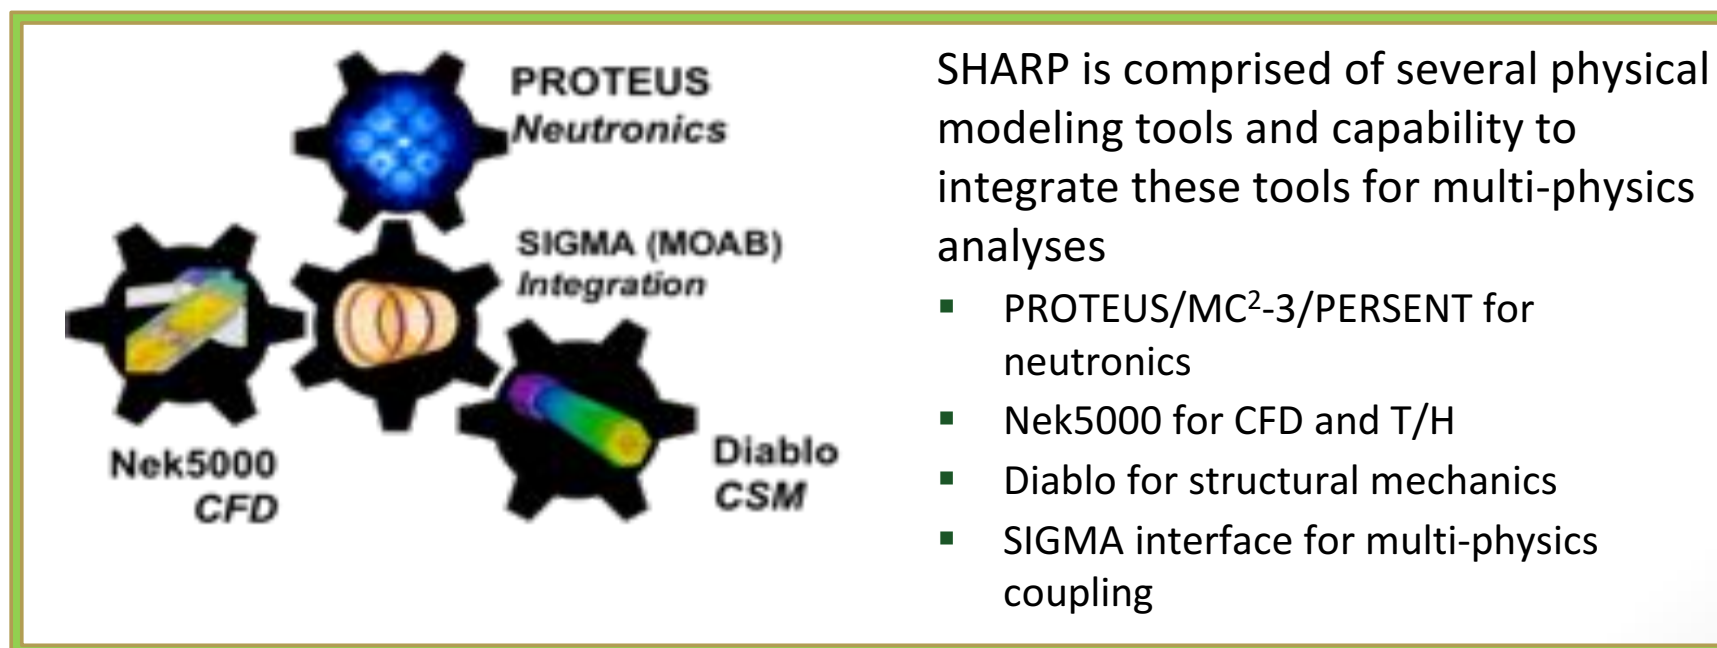 PROTEUS
Neutronics
SIGMA (MOAB)
Integration
Nek5000
CFD
Diablo
CSM
SHARP is comprised of several physical
modeling tools and capability to
integrate these tools for multi-physics
analyses
▪ PROTEUS/MC²-3/PERSENT for
neutronics
▪ Nek5000 for CFD and T/H
▪ Diablo for structural mechanics
▪ SIGMA interface for multi-physics
coupling